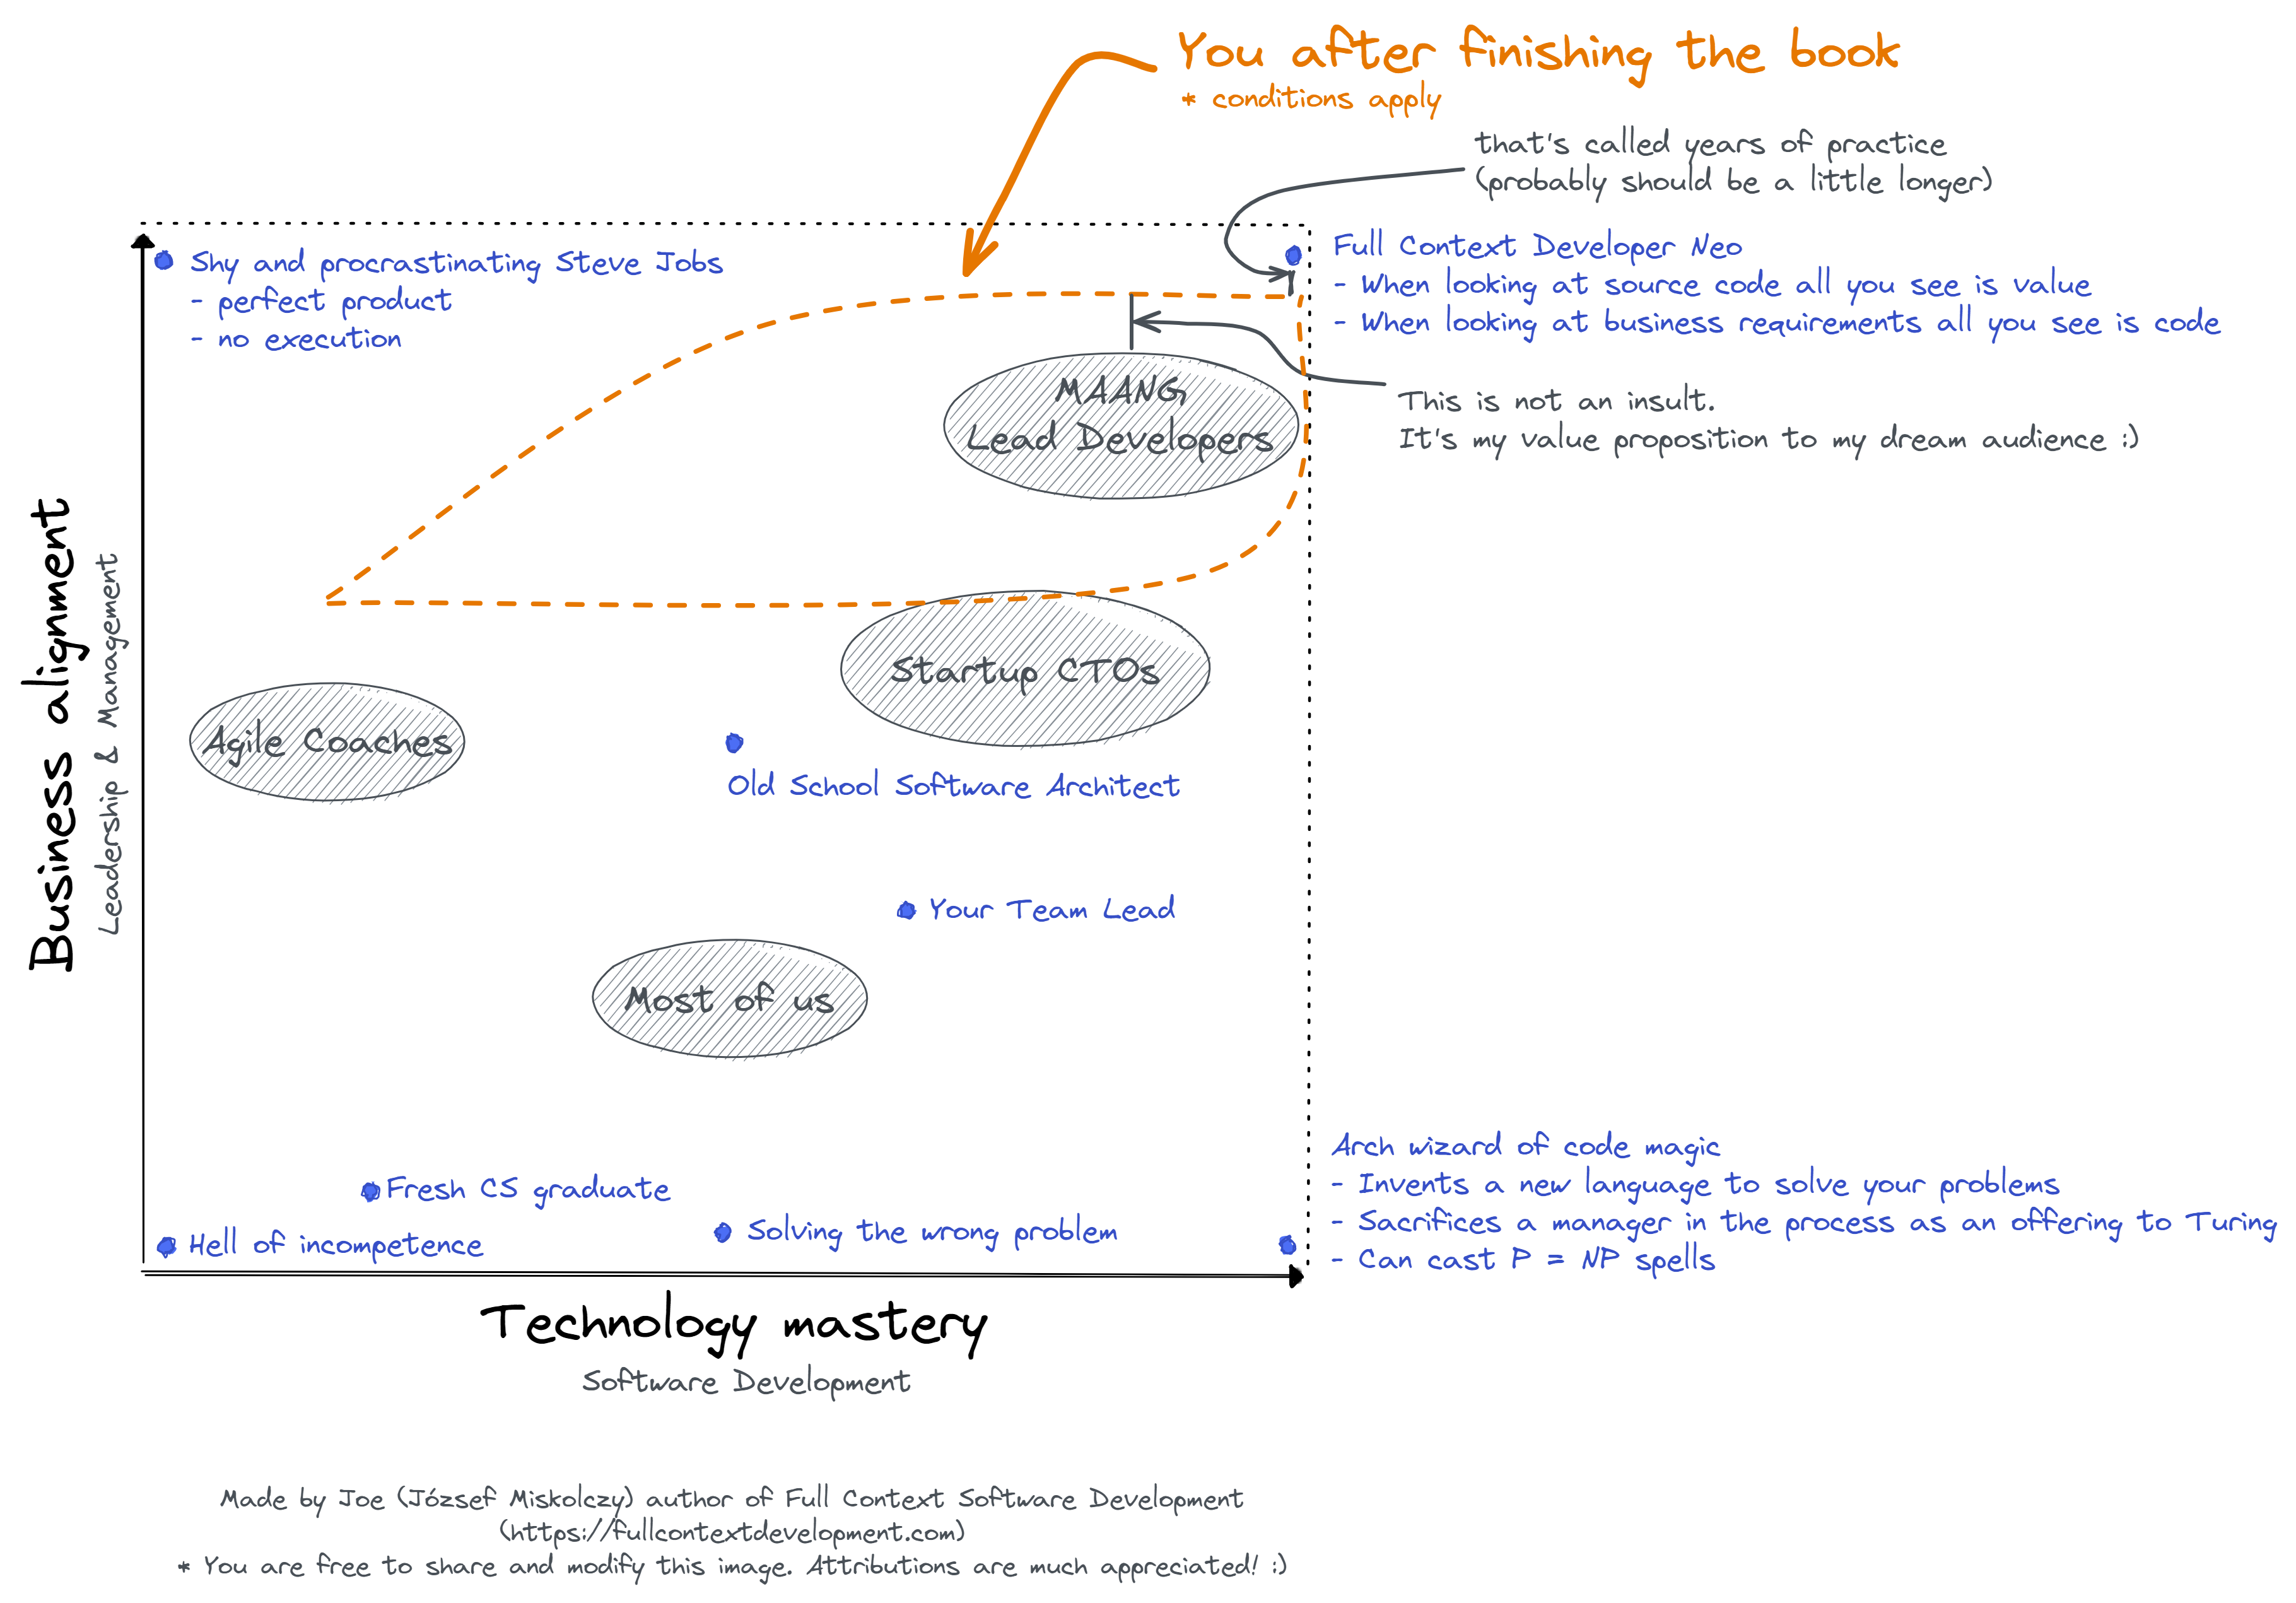 You after finishing the book
* conditions apply
that's called years of practice
(probably should be a little longer)
Shy and procrastinating Steve Jobs
- perfect product
- no execution
Full Context Developer Neo
- When looking at source code all you see is value
- When looking at business requirements all you see is code
MAANG,
Lead Developers
This is not an insult.
It's my value proposition to my dream audience :)
Business alignment
Leadership & Management
Startup CTOs
Agile Coaches
Old School Software Architect
Your Team Lead
Most of us
Arch wizard of code magic
- Invents a new language to solve your problems
- Sacrifices a manager in the process as an offering to Turing
- Can cast P = NP spells
Fresh CS graduate
Solving the wrong problem
Hell of incompetence
Technology mastery
Software Development
Made by Joe (József Miskolczy) author of Full Context Software Development
(https://fullcontextdevelopment.com)
* You are free to share and modify this image. Attributions are much appreciated! :)